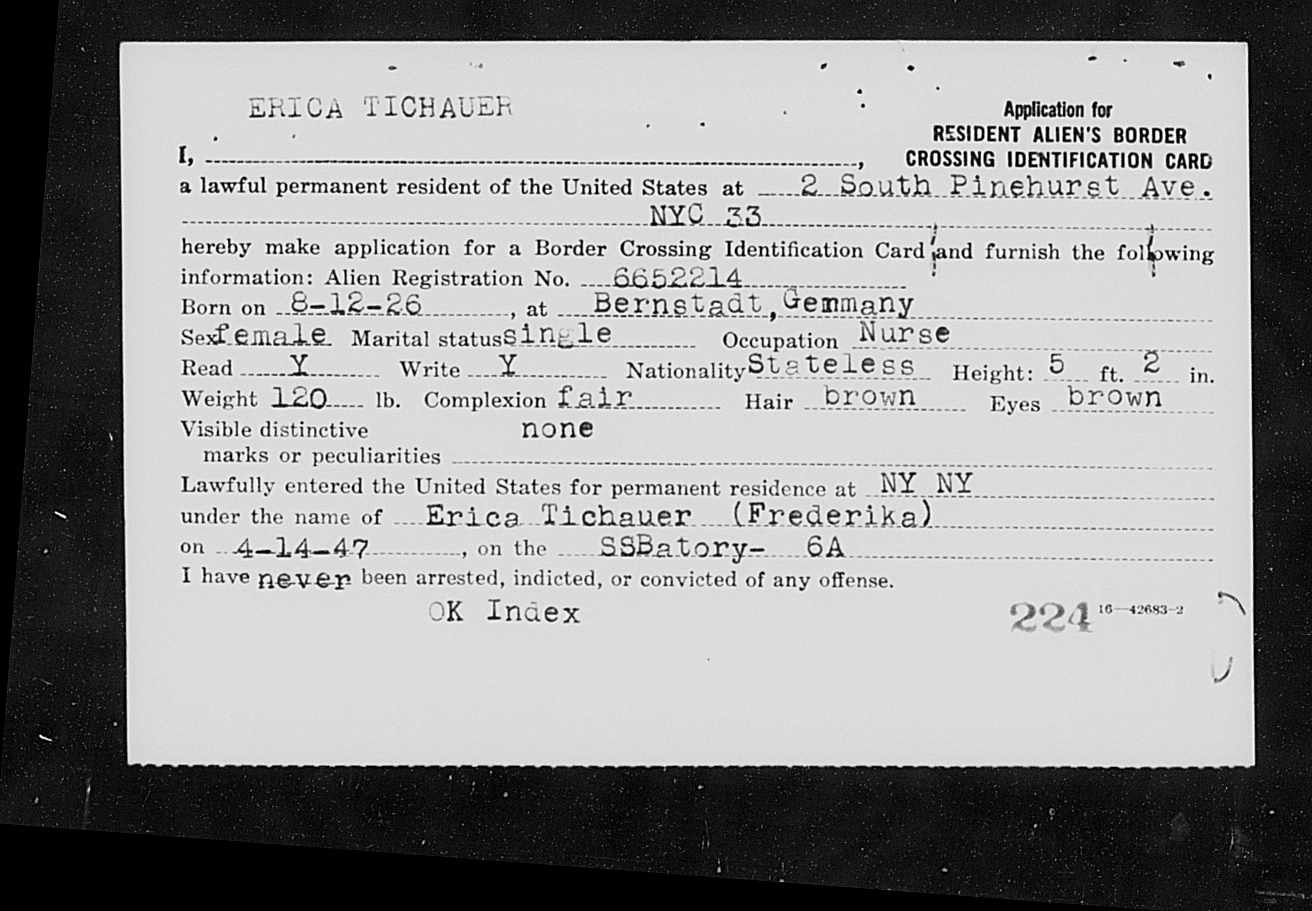 ERICA TICHAUER
Application for
RESIDENT ALIEN'S BORDER
CROSSING IDENTIFICATION CARD
I, ,
a lawful permanent resident of the United States at 2 South Pinehurst Ave.
NYC 33
hereby make application for a Border Crossing Identification Card and furnish the following
information: Alien Registration No. 6652214
Born on 8-12-26, at Bernstadt, Gemmany
Sex female Marital status single Occupation Nurse
Read Y Write Y Nationality Stateless Height: 5 ft. 2 in.
Weight 120 lb. Complexion fair Hair brown Eyes brown
Visible distinctive none
marks or peculiarities
Lawfully entered the United States for permanent residence at NY NY
under the name of Erica Tichauer (Frederika)
on 4-14-47, on the SSBatory- 6A
I have never been arrested, indicted, or convicted of any offense.
OK Index
224 16—42683-2